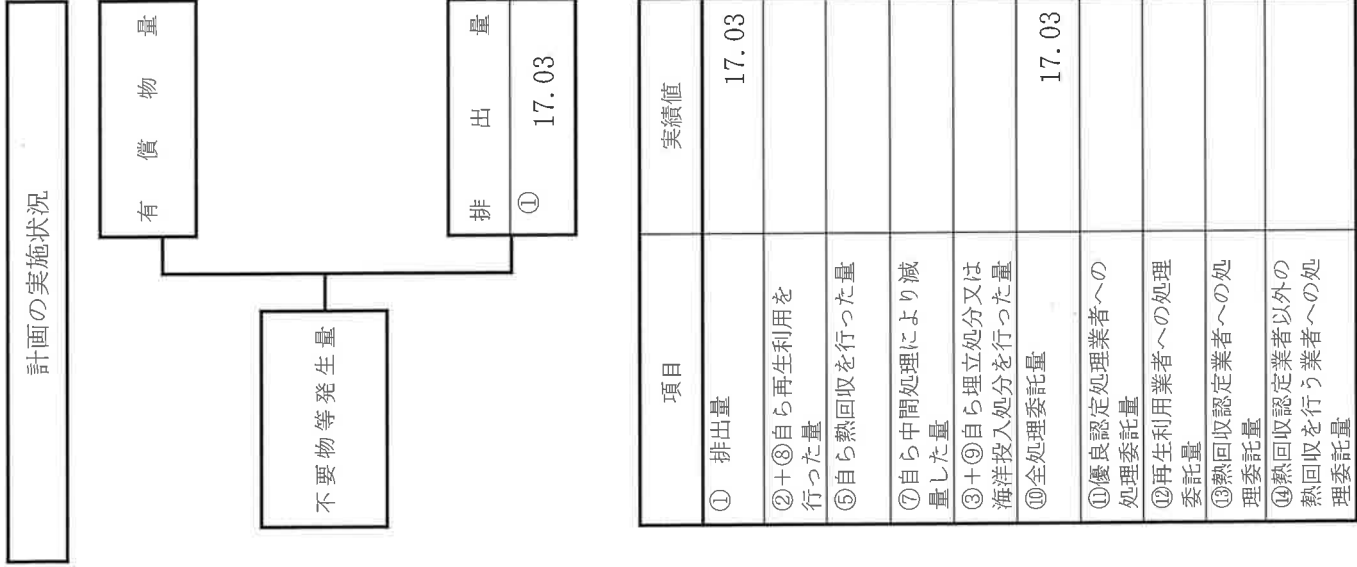 計画の実施状況
有償物量
不要物等発生量
排出量
①
17.03
項目
実績値
① 排出量
17.03
②+⑧自ら再生利用を
行った量
⑤自ら熱回収を行った量
⑦自ら中間処理により減
量した量
③+⑨自ら埋立処分又は
海洋投入処分を行った量
⑩全処理委託量
17.03
⑪優良認定処理業者への
処理委託量
⑫再生利用業者への処理
委託量
⑬熱回収認定業者への処
理委託量
⑭熱回収認定業者以外の
熱回収を行う業者への処
理委託量